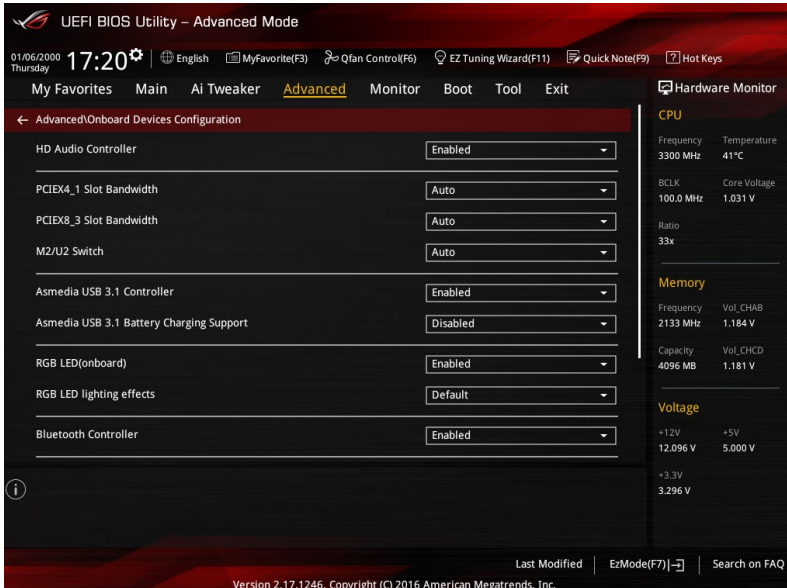 UEFI BIOS Utility – Advanced Mode
01/06/2000 Thursday 17:20 English MyFavorite(F3) Qfan Control(F6) EZ Tuning Wizard(F11) Quick Note(F9) ? Hot Keys
My Favorites Main Ai Tweaker Advanced Monitor Boot Tool Exit
← Advanced\Onboard Devices Configuration
HD Audio Controller Enabled
PCIEX4_1 Slot Bandwidth Auto
PCIEX8_3 Slot Bandwidth Auto
M2/U2 Switch Auto
Asmedia USB 3.1 Controller Enabled
Asmedia USB 3.1 Battery Charging Support Disabled
RGB LED(onboard) Enabled
RGB LED lighting effects Default
Bluetooth Controller Enabled
Hardware Monitor
CPU
Frequency Temperature
3300 MHz 41°C
BCLK Core Voltage
100.0 MHz 1.031 V
Ratio
33x
Memory
Frequency Vol_CHAB
2133 MHz 1.184 V
Capacity Vol_CHCD
4096 MB 1.181 V
Voltage
+12V +5V
12.096 V 5.000 V
+3.3V
3.296 V
i
Last Modified EzMode(F7) Search on FAQ
Version 2.17.1246. Copyright (C) 2016 American Megatrends, Inc.